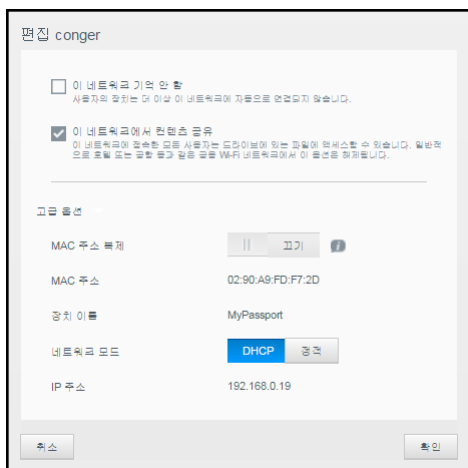 편집 conger
이 네트워크 기억 안 함
사용자의 장치는 더 이상 이 네트워크에 자동으로 연결되지 않습니다.
이 네트워크에서 컨텐츠 공유
이 네트워크에 접속한 모든 사용자는 드라이브에 있는 파일에 액세스할 수 있습니다. 일반적
으로 호텔 또는 공항 등과 같은 공용 Wi-Fi 네트워크에서 이 옵션은 해제됩니다.
고급 옵션
MAC 주소 복제 끄기
MAC 주소 02:90:A9:FD:F7:2D
장치 이름 MyPassport
네트워크 모드 DHCP 정적
IP 주소 192.168.0.19
취소 확인